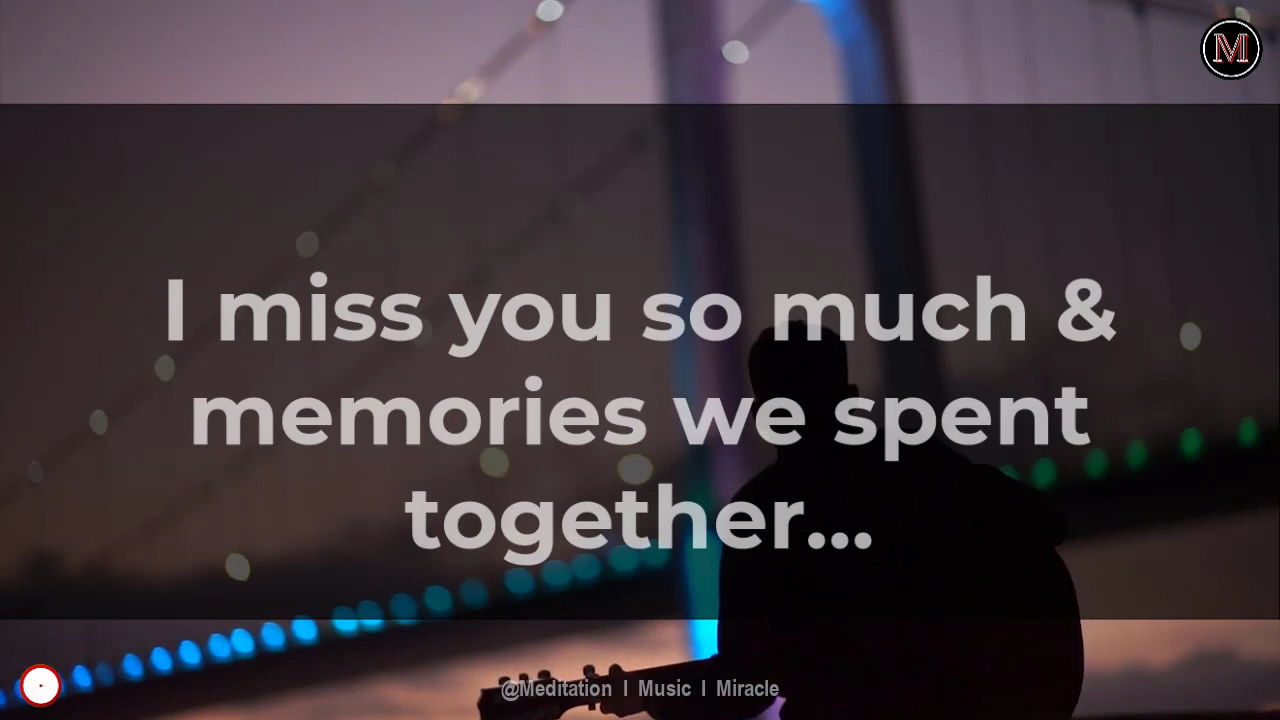 M
I miss you so much &
memories we spent
together...
@Meditation I Music I Miracle